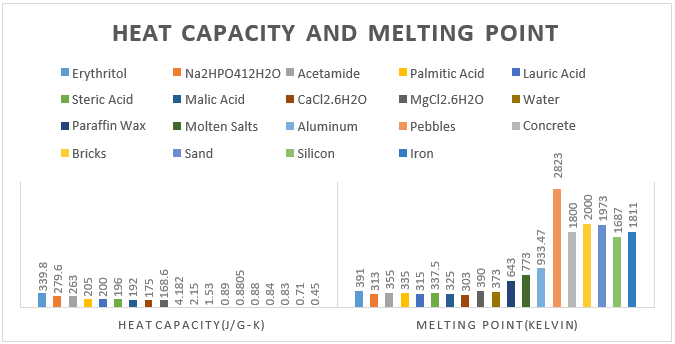 HEAT CAPACITY AND MELTING POINT
Erythritol Na2HPO412H2O Acetamide Palmitic Acid Lauric Acid
Steric Acid Malic Acid CaCl2.6H2O MgCl2.6H2O Water
Paraffin Wax Molten Salts Aluminum Pebbles Concrete
Bricks Sand Silicon Iron
339.8 279.6 263 205 200 196 192 175 168.6 4.182 2.15 1.53 0.89 0.8805 0.88 0.84 0.83 0.71 0.45
391 313 355 335 315 337.5 325 303 390 373 643 773 933.47 2823 1800 2000 1973 1687 1811
HEAT CAPACITY(J/G-K) MELTING POINT(KELVIN)